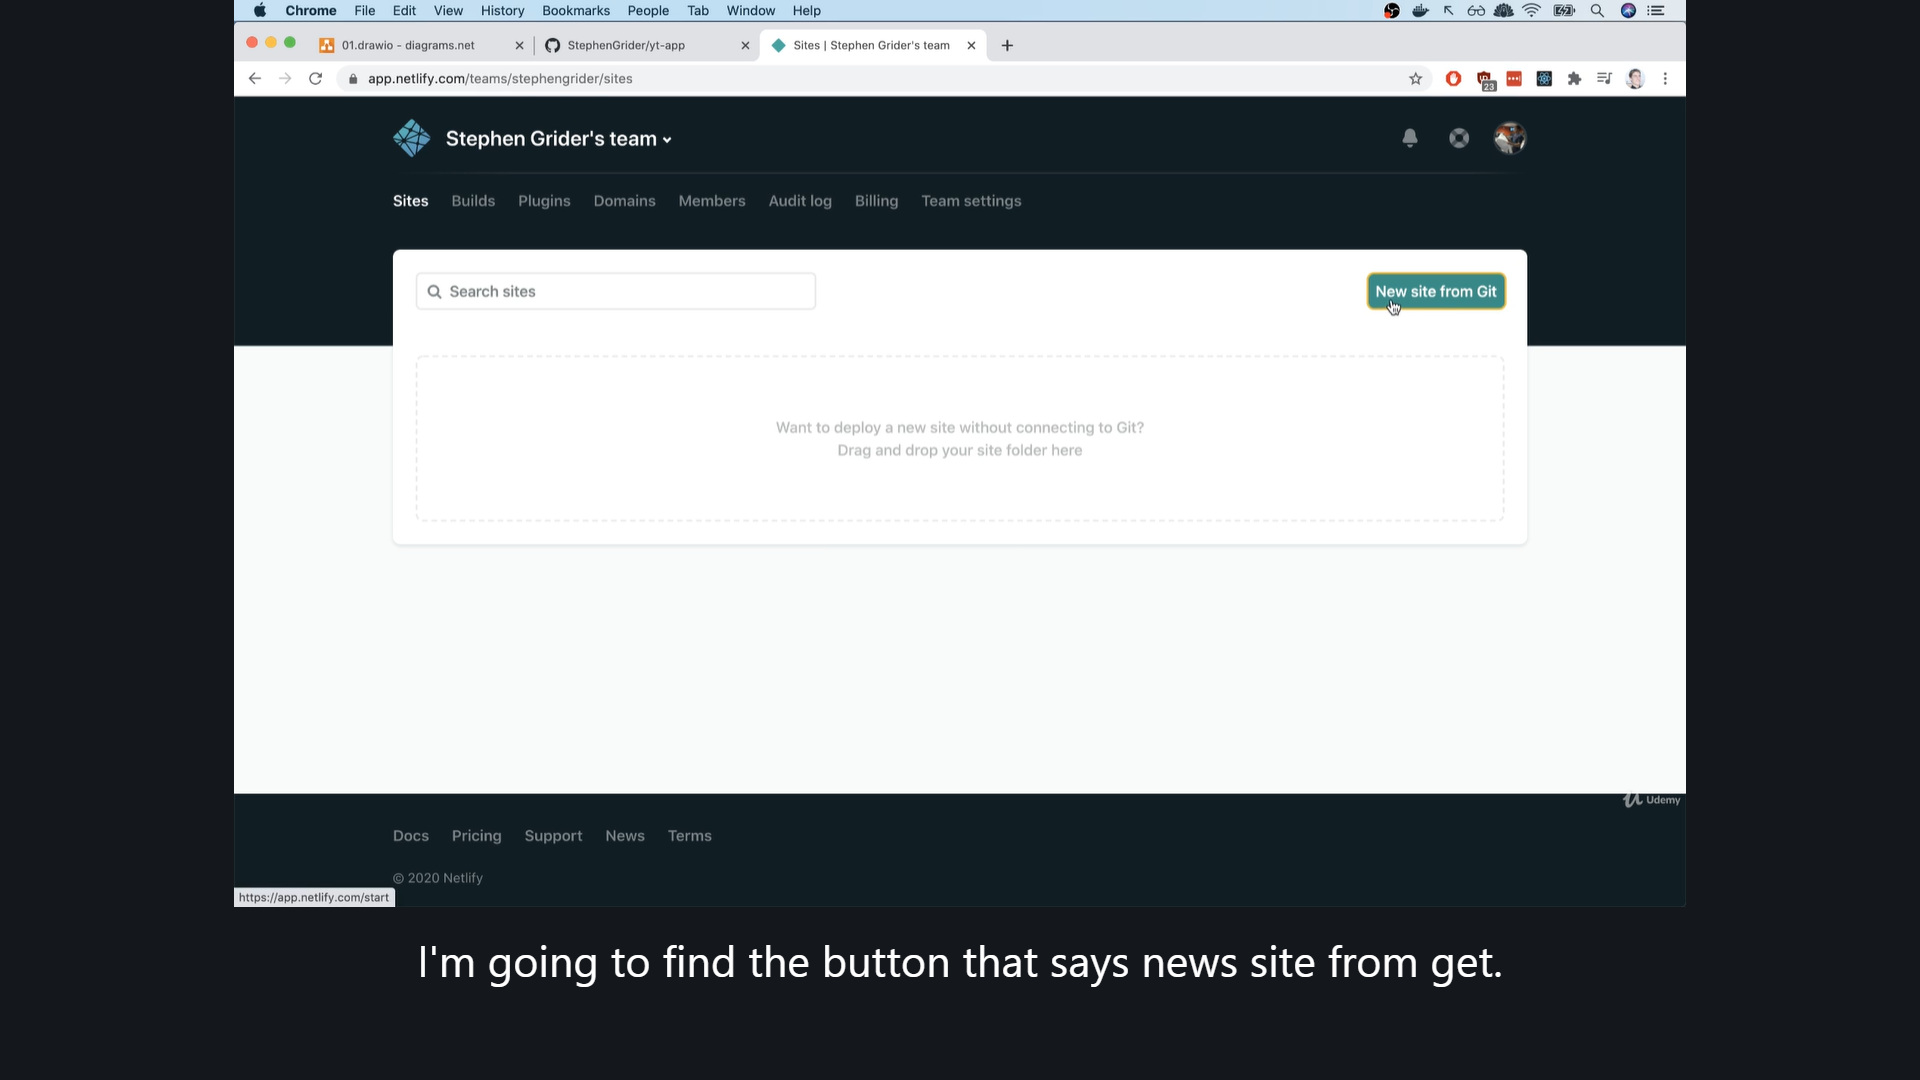 Chrome File Edit View History Bookmarks People Tab Window Help
01.drawio - diagrams.net
StephenGrider/yt-app
Sites | Stephen Grider's team
app.netlify.com/teams/stephengrider/sites
23
Stephen Grider's team
Sites Builds Plugins Domains Members Audit log Billing Team settings
Search sites
New site from Git
Want to deploy a new site without connecting to Git?
Drag and drop your site folder here
Udemy
Docs Pricing Support News Terms
© 2020 Netlify
https://app.netlify.com/start
I'm going to find the button that says news site from get.